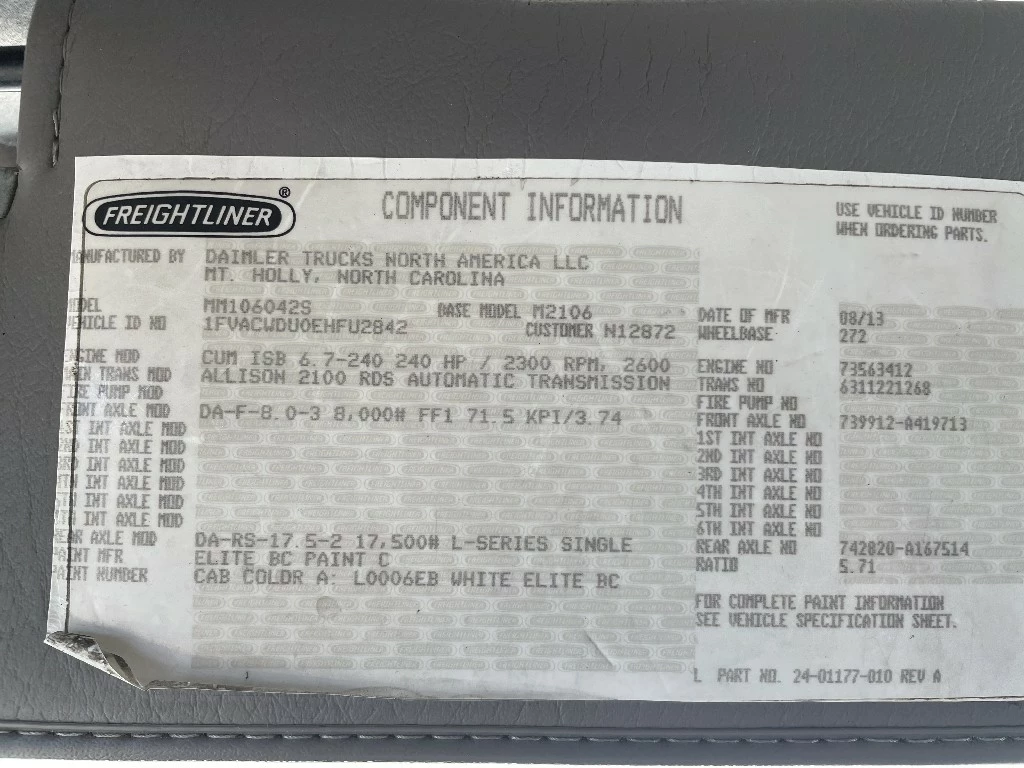 FREIGHTLINER ®
COMPONENT INFORMATION
USE VEHICLE ID NUMBER
WHEN ORDERING PARTS.
MANUFACTURED BY DAIMLER TRUCKS NORTH AMERICA LLC
MT. HOLLY, NORTH CAROLINA
ODEL MM106042S BASE MODEL M2106 DATE OF MFR 08/13
EHICLE ID NO 1FVACWDU0EHFU2842 CUSTOMER N12872 WHEELBASE 272
ENGINE MOD CUM ISB 6.7-240 240 HP / 2300 RPM, 2600 ENGINE NO 73563412
MAIN TRANS MOD ALLISON 2100 RDS AUTOMATIC TRANSMISSION TRANS NO 6311221268
FIRE PUMP MOD FIRE PUMP NO
FRONT AXLE MOD DA-F-8.0-3 8,000# FF1 71.5 KPI/3.74 FRONT AXLE NO 739912-A419713
1ST INT AXLE MOD 1ST INT AXLE NO
2ND INT AXLE MOD 2ND INT AXLE NO
3RD INT AXLE MOD 3RD INT AXLE NO
4TH INT AXLE MOD 4TH INT AXLE NO
5TH INT AXLE MOD 5TH INT AXLE NO
6TH INT AXLE MOD 6TH INT AXLE NO
REAR AXLE MOD DA-RS-17.5-2 17,500# L-SERIES SINGLE REAR AXLE NO 742820-A167514
PAINT MFR ELITE BC PAINT C RATIO 5.71
PAINT NUMBER CAB COLOR A: L0006EB WHITE ELITE BC
FOR COMPLETE PAINT INFORMATION
SEE VEHICLE SPECIFICATION SHEET.
L PART NO. 24-01177-010 REV A